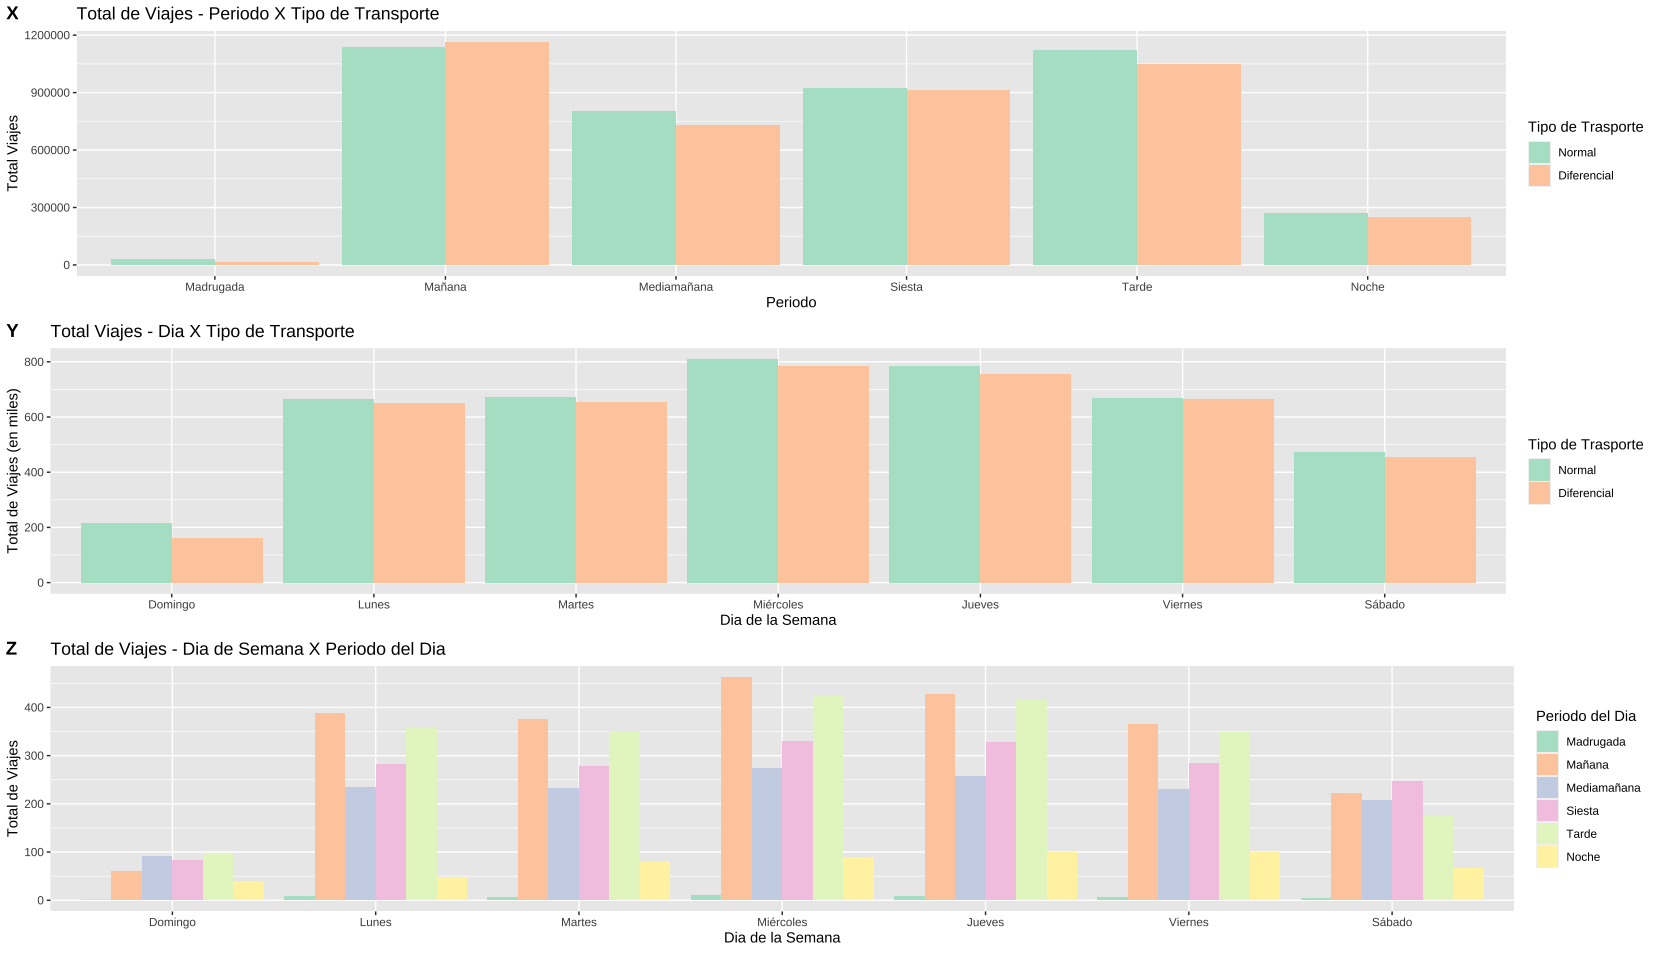 X
Total de Viajes - Periodo X Tipo de Transporte
Total Viajes
1200000
900000
600000
300000
0
Madrugada
Mañana
Mediamañana
Siesta
Tarde
Noche
Periodo
Tipo de Trasporte
Normal
Diferencial
Y
Total Viajes - Dia X Tipo de Transporte
Total de Viajes (en miles)
800
600
400
200
0
Domingo
Lunes
Martes
Miércoles
Jueves
Viernes
Sábado
Dia de la Semana
Tipo de Trasporte
Normal
Diferencial
Z
Total de Viajes - Dia de Semana X Periodo del Dia
Total de Viajes
400
300
200
100
0
Domingo
Lunes
Martes
Miércoles
Jueves
Viernes
Sábado
Dia de la Semana
Periodo del Dia
Madrugada
Mañana
Mediamañana
Siesta
Tarde
Noche